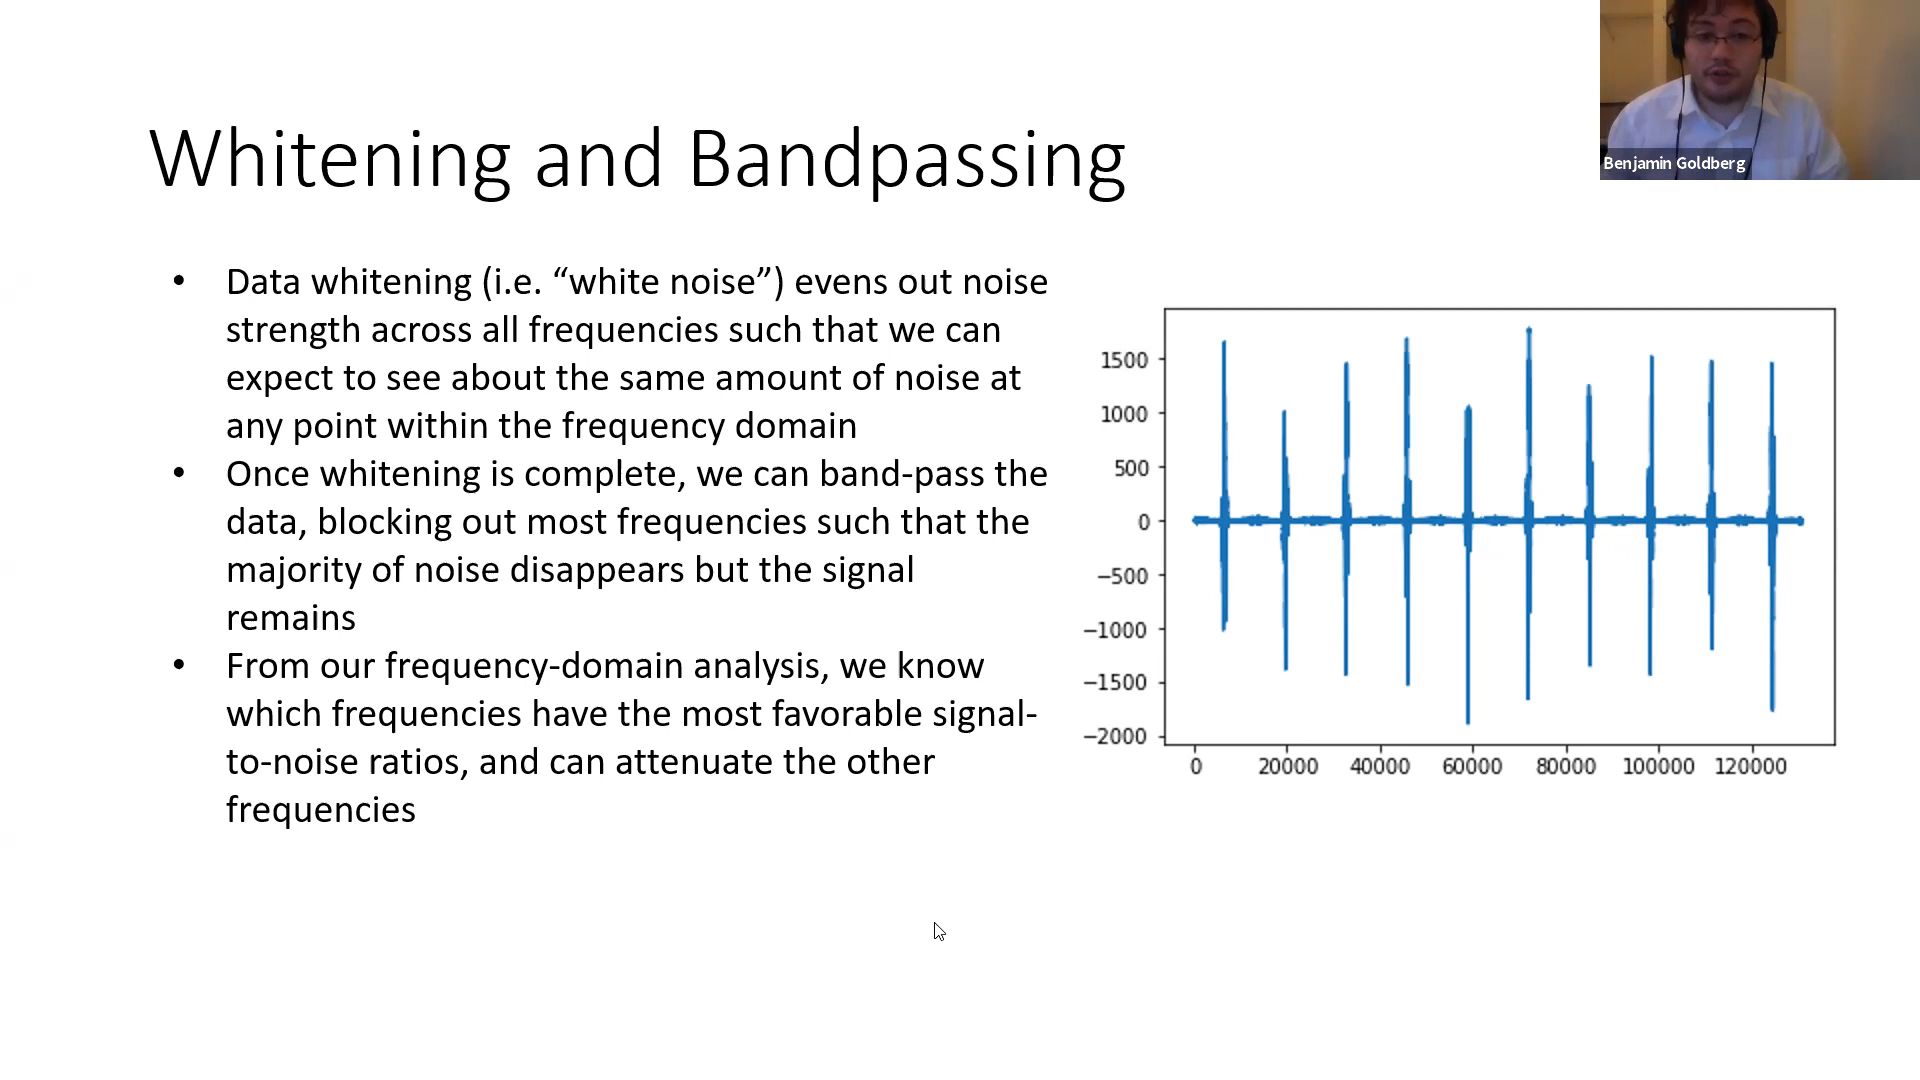 Benjamin Goldberg
Whitening and Bandpassing
• Data whitening (i.e. “white noise”) evens out noise
strength across all frequencies such that we can
expect to see about the same amount of noise at
any point within the frequency domain
• Once whitening is complete, we can band-pass the
data, blocking out most frequencies such that the
majority of noise disappears but the signal
remains
• From our frequency-domain analysis, we know
which frequencies have the most favorable signal-
to-noise ratios, and can attenuate the other
frequencies
1500
1000
500
0
−500
−1000
−1500
−2000
0 20000 40000 60000 80000 100000 120000